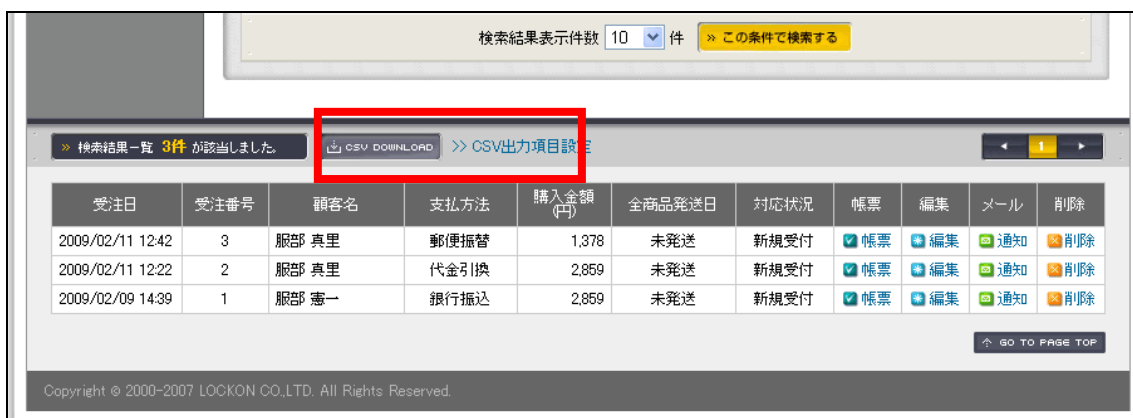 検索結果表示件数 10 件 » この条件で検索する
» 検索結果一覧 3件 が該当しました。 CSV DOWNLOAD >> CSV出力項目設定 1
受注日 受注番号 顧客名 支払方法 購入金額(円) 全商品発送日 対応状況 帳票 編集 メール 削除
2009/02/11 12:42 3 服部 真里 郵便振替 1,378 未発送 新規受付 帳票 編集 通知 削除
2009/02/11 12:22 2 服部 真里 代金引換 2,859 未発送 新規受付 帳票 編集 通知 削除
2009/02/09 14:39 1 服部 憲一 銀行振込 2,859 未発送 新規受付 帳票 編集 通知 削除
GO TO PAGE TOP
Copyright © 2000-2007 LOCKON CO.,LTD. All Rights Reserved.